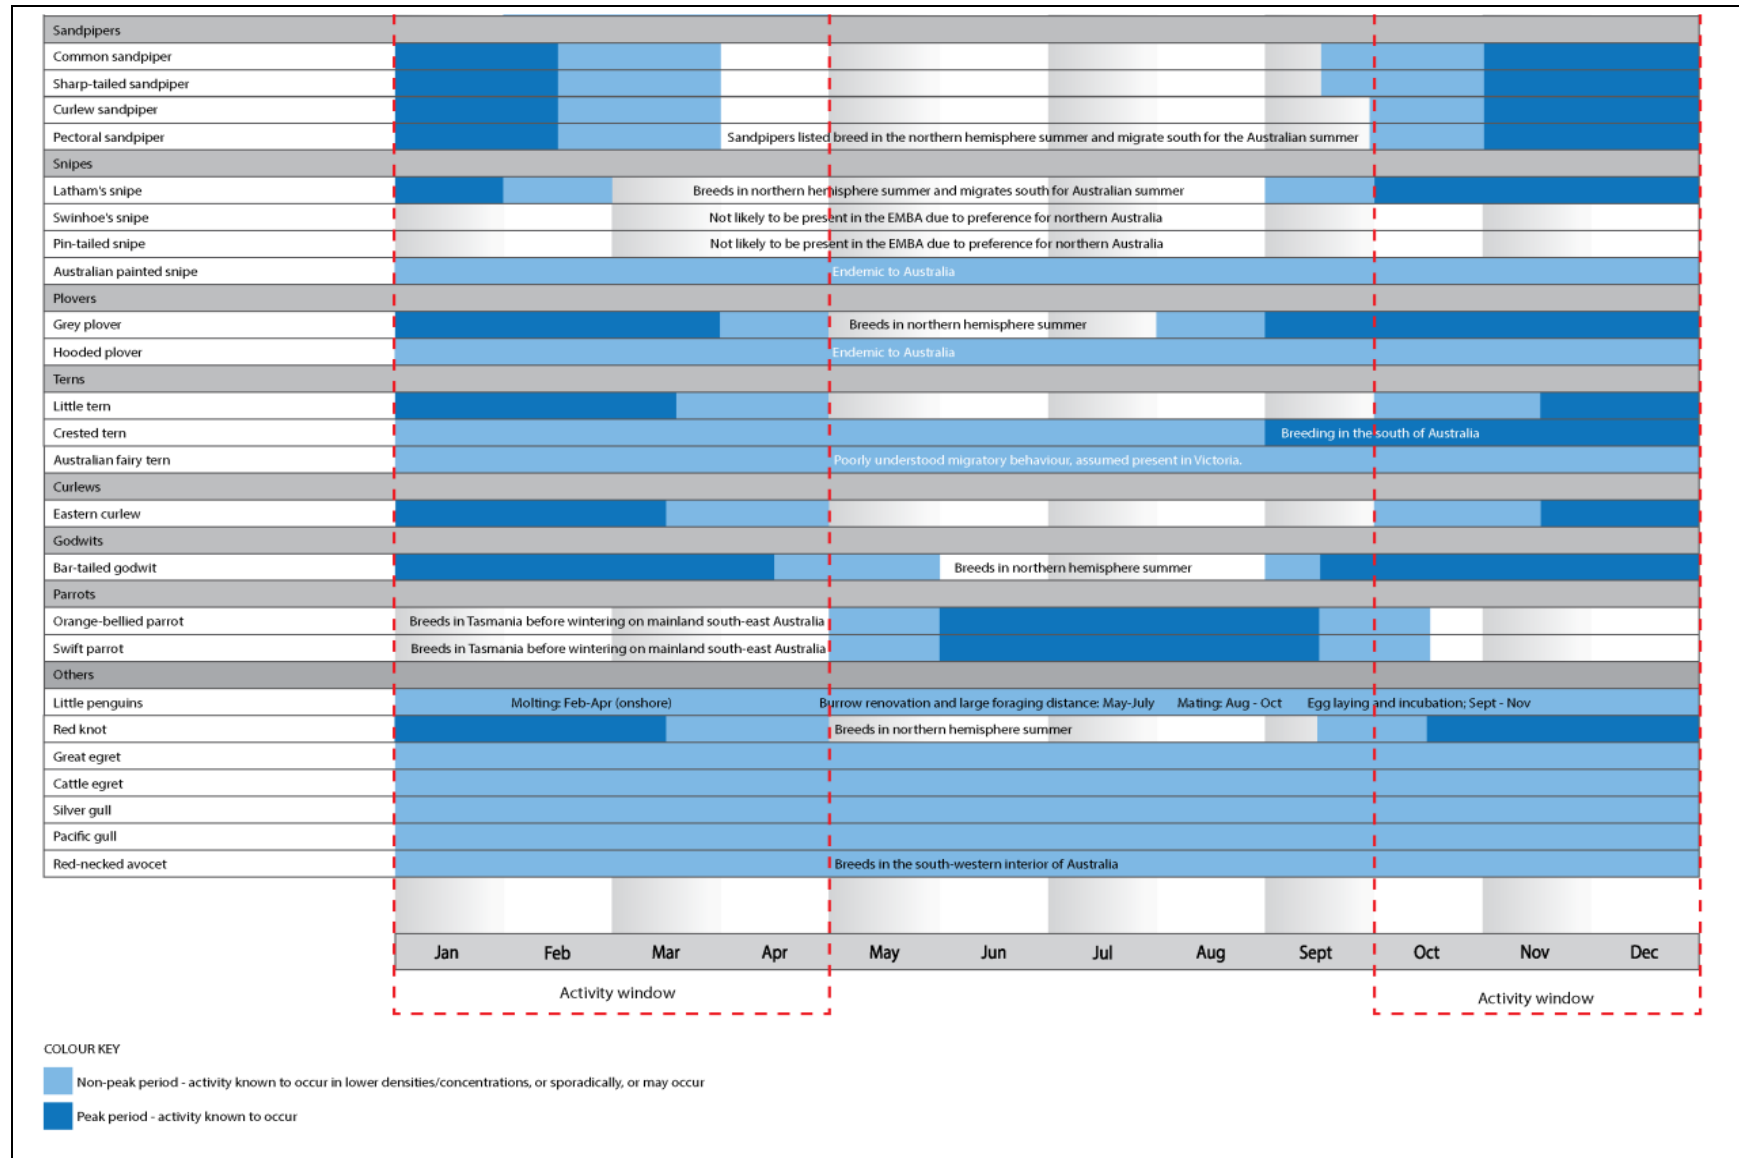 Sandpipers
Common sandpiper
Sharp-tailed sandpiper
Curlew sandpiper
Pectoral sandpiper Sandpipers listed breed in the northern hemisphere summer and migrate south for the Australian summer
Snipes
Latham's snipe Breeds in northern hemisphere summer and migrates south for Australian summer
Swinhoe's snipe Not likely to be present in the EMBA due to preference for northern Australia
Pin-tailed snipe Not likely to be present in the EMBA due to preference for northern Australia
Australian painted snipe Endemic to Australia
Plovers
Grey plover Breeds in northern hemisphere summer
Hooded plover Endemic to Australia
Terns
Little tern
Crested tern Breeding in the south of Australia
Australian fairy tern Poorly understood migratory behaviour, assumed present in Victoria.
Curlews
Eastern curlew
Godwits
Bar-tailed godwit Breeds in northern hemisphere summer
Parrots
Orange-bellied parrot Breeds in Tasmania before wintering on mainland south-east Australia
Swift parrot Breeds in Tasmania before wintering on mainland south-east Australia
Others
Little penguins Molting: Feb-Apr (onshore) Burrow renovation and large foraging distance: May-July Mating: Aug - Oct Egg laying and incubation; Sept - Nov
Red knot Breeds in northern hemisphere summer
Great egret
Cattle egret
Silver gull
Pacific gull
Red-necked avocet Breeds in the south-western interior of Australia
Jan Feb Mar Apr May Jun Jul Aug Sept Oct Nov Dec
Activity window Activity window
COLOUR KEY
Non-peak period - activity known to occur in lower densities/concentrations, or sporadically, or may occur
Peak period - activity known to occur